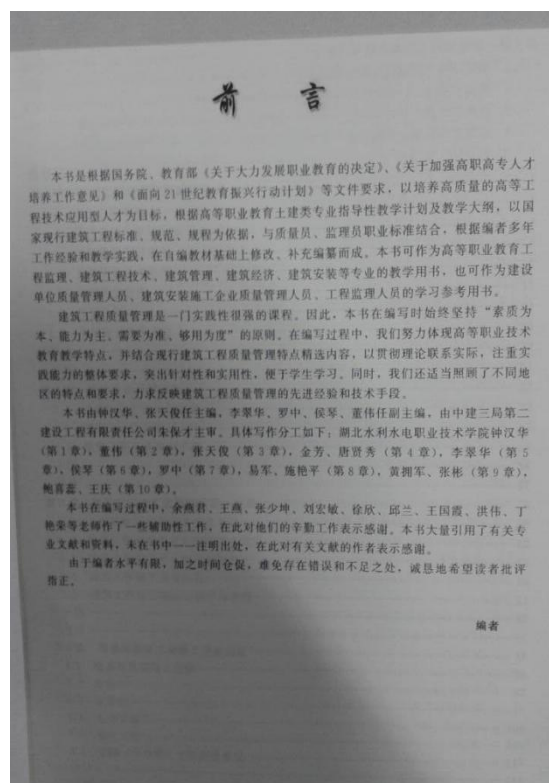 前 言
本书是根据国务院、教育部《关于大力发展职业教育的决定》、《关于加强高职高专人才
培养工作意见》和《面向21世纪教育振兴行动计划》等文件要求，以培养高质量的高等工
程技术应用型人才为目标，根据高等职业教育土建类专业指导性教学计划及教学大纲，以国
家现行建筑工程标准、规范、规程为依据，与质量员、监理员职业标准结合，根据编者多年
工作经验和教学实践，在自编教材基础上修改、补充编纂而成。本书可作为高等职业教育工
程监理、建筑工程技术、建筑管理、建筑经济、建筑安装等专业的教学用书，也可作为建设
单位质量管理人员、建筑安装施工企业质量管理人员、工程监理人员的学习参考用书。
建筑工程质量管理是一门实践性很强的课程。因此，本书在编写时始终坚持“素质为
本、能力为主、需要为准、够用为度”的原则。在编写过程中，我们努力体现高等职业技术
教育教学特点，并结合现行建筑工程质量管理特点精选内容，以贯彻理论联系实际，注重实
践能力的整体要求，突出针对性和实用性，便于学生学习。同时，我们还适当照顾了不同地
区的特点和要求，力求反映建筑工程质量管理的先进经验和技术手段。
本书由钟汉华、张天俊任主编，李翠华、罗中、侯琴、董伟任副主编，由中建三局第二
建设工程有限责任公司朱保才主审。具体写作分工如下：湖北水利水电职业技术学院钟汉华
（第1章），董伟（第2章），张天俊（第3章），金芳、唐贤秀（第4章），李翠华（第5
章），侯琴（第6章），罗中（第7章），易军、施艳平（第8章），黄拥军、张彬（第9章），
鲍喜蕊、王庆（第10章）。
本书在编写过程中，余燕君、王燕、张少坤、刘宏敏、徐欣、邱兰、王国霞、洪伟、丁
艳荣等老师作了一些辅助性工作，在此对他们的辛勤工作表示感谢。本书大量引用了有关专
业文献和资料，未在书中一一注明出处，在此对有关文献的作者表示感谢。
由于编者水平有限，加之时间仓促，难免存在错误和不足之处，诚恳地希望读者批评
指正。
编者